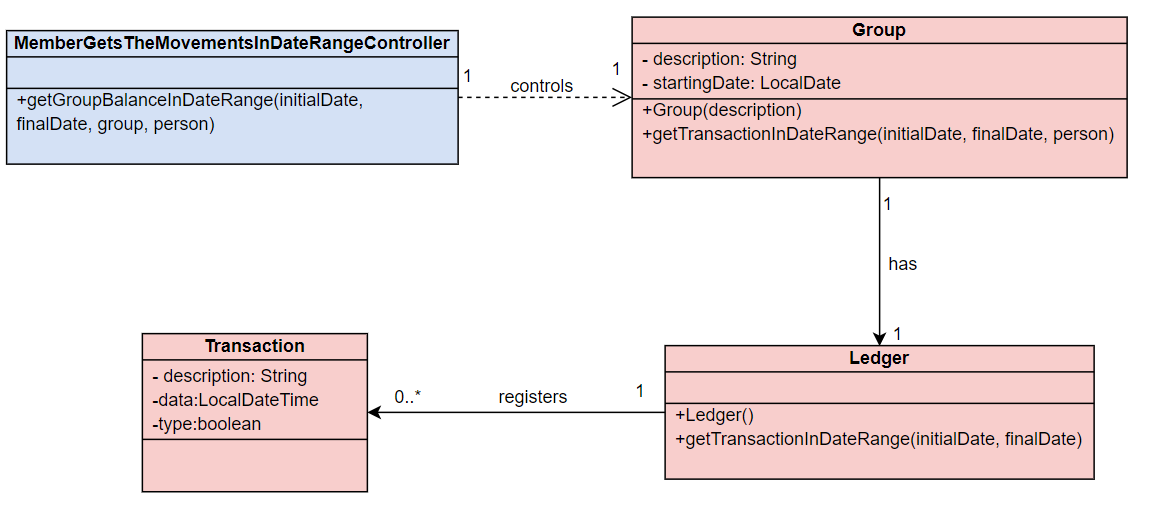 MemberGetsTheMovementsInDateRangeController
+getGroupBalanceInDateRange(initialDate,
finalDate, group, person)
1
controls
1
Group
- description: String
- startingDate: LocalDate
+Group(description)
+getTransactionInDateRange(initialDate, finalDate, person)
1
has
1
Ledger
+Ledger()
+getTransactionInDateRange(initialDate, finalDate)
1
registers
0..*
Transaction
- description: String
-data:LocalDateTime
-type:boolean